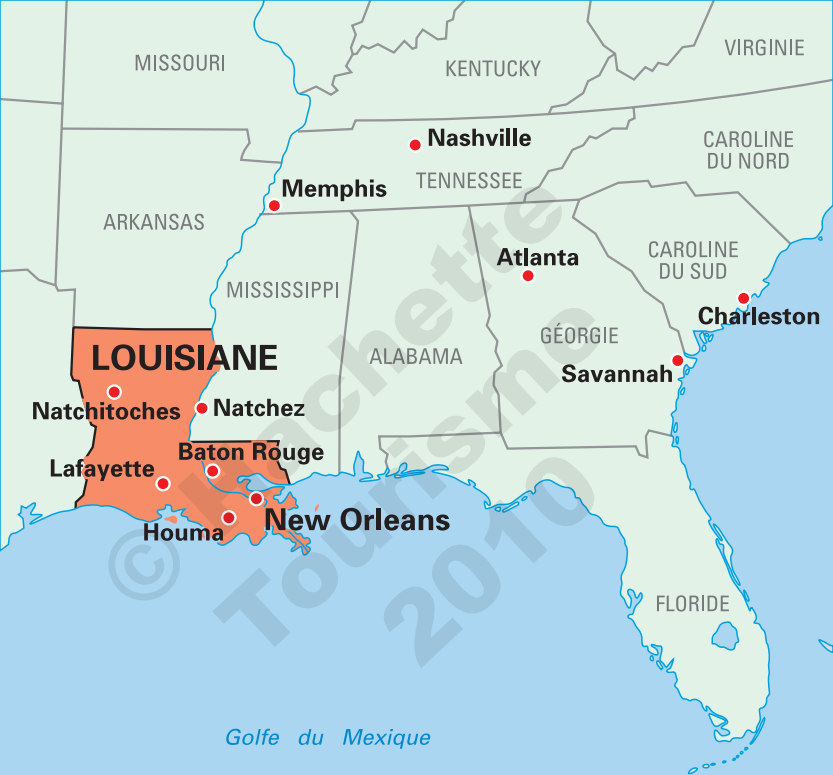 VIRGINIE
MISSOURI
KENTUCKY
Nashville
CAROLINE
DU NORD
TENNESSEE
Memphis
ARKANSAS
CAROLINE
DU SUD
Atlanta
MISSISSIPPI
Charleston
GÉORGIE
LOUISIANE
ALABAMA
Savannah
Natchitoches
Natchez
Baton Rouge
Lafayette
New Orleans
Houma
FLORIDE
Golfe du Mexique
© Hachette
Tourisme
2010